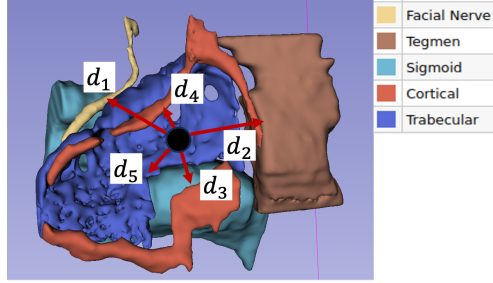 d₁
d₄
d₂
d₅
d₃
Facial Nerve
Tegmen
Sigmoid
Cortical
Trabecular